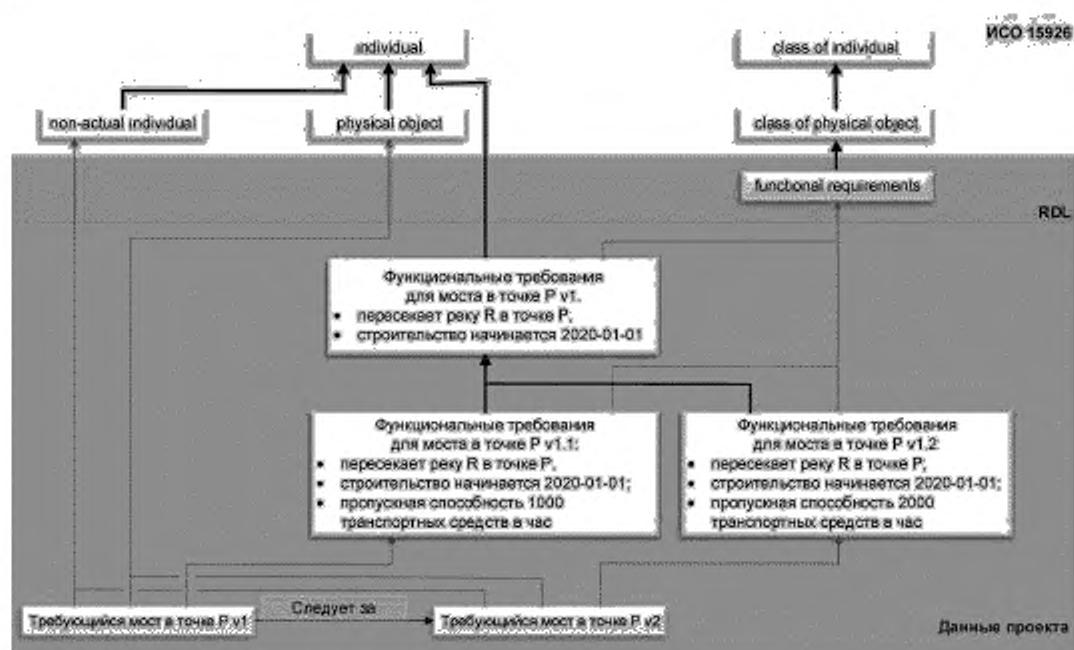 ИСО 15926
individual
class of individual
non-actual individual
physical object
class of physical object
functional requirements
RDL
Функциональные требования
для моста в точке P v1.
• пересекает реку R в точке P;
• строительство начинается 2020-01-01
Функциональные требования
для моста в точке P v1.1:
• пересекает реку R в точке P;
• строительство начинается 2020-01-01;
• пропускная способность 1000
транспортных средств в час
Функциональные требования
для моста в точке P v1.2:
• пересекает реку R в точке P;
• строительство начинается 2020-01-01;
• пропускная способность 2000
транспортных средств в час
Требующийся мост в точке P v1
Следует за
Требующийся мост в точке P v2
Данные проекта